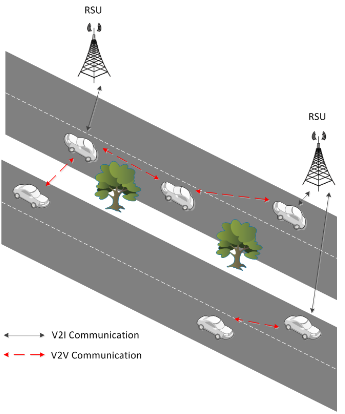 RSU
RSU
V2I Communication
V2V Communication